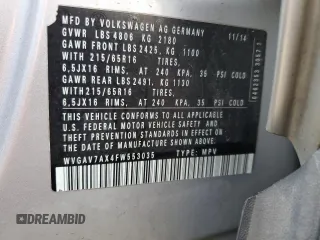 MFD BY VOLKSWAGEN AG GERMANY
11/14
GVWR LBS 4806 KG 2180
GAWR FRONT LBS 2425, KG 1100
WITH 215/65R16 TIRES,
6,5JX16 RIMS, AT 240 KPA, 35 PSI COLD
GAWR REAR LBS 2491, KG 1130
WITH 215/65R16 TIRES,
6,5JX16 RIMS, AT 240 KPA, 35 PSI COLD
THIS VEHICLE CONFORMS TO ALL APPLICABLE
U.S. FEDERAL MOTOR VEHICLE SAFETY
STANDARDS IN EFFECT ON THE DATE OF
MANUFACTURE SHOWN ABOVE.
WVGAV7AX4FW553035 TYPE: MPV
DREAMBID